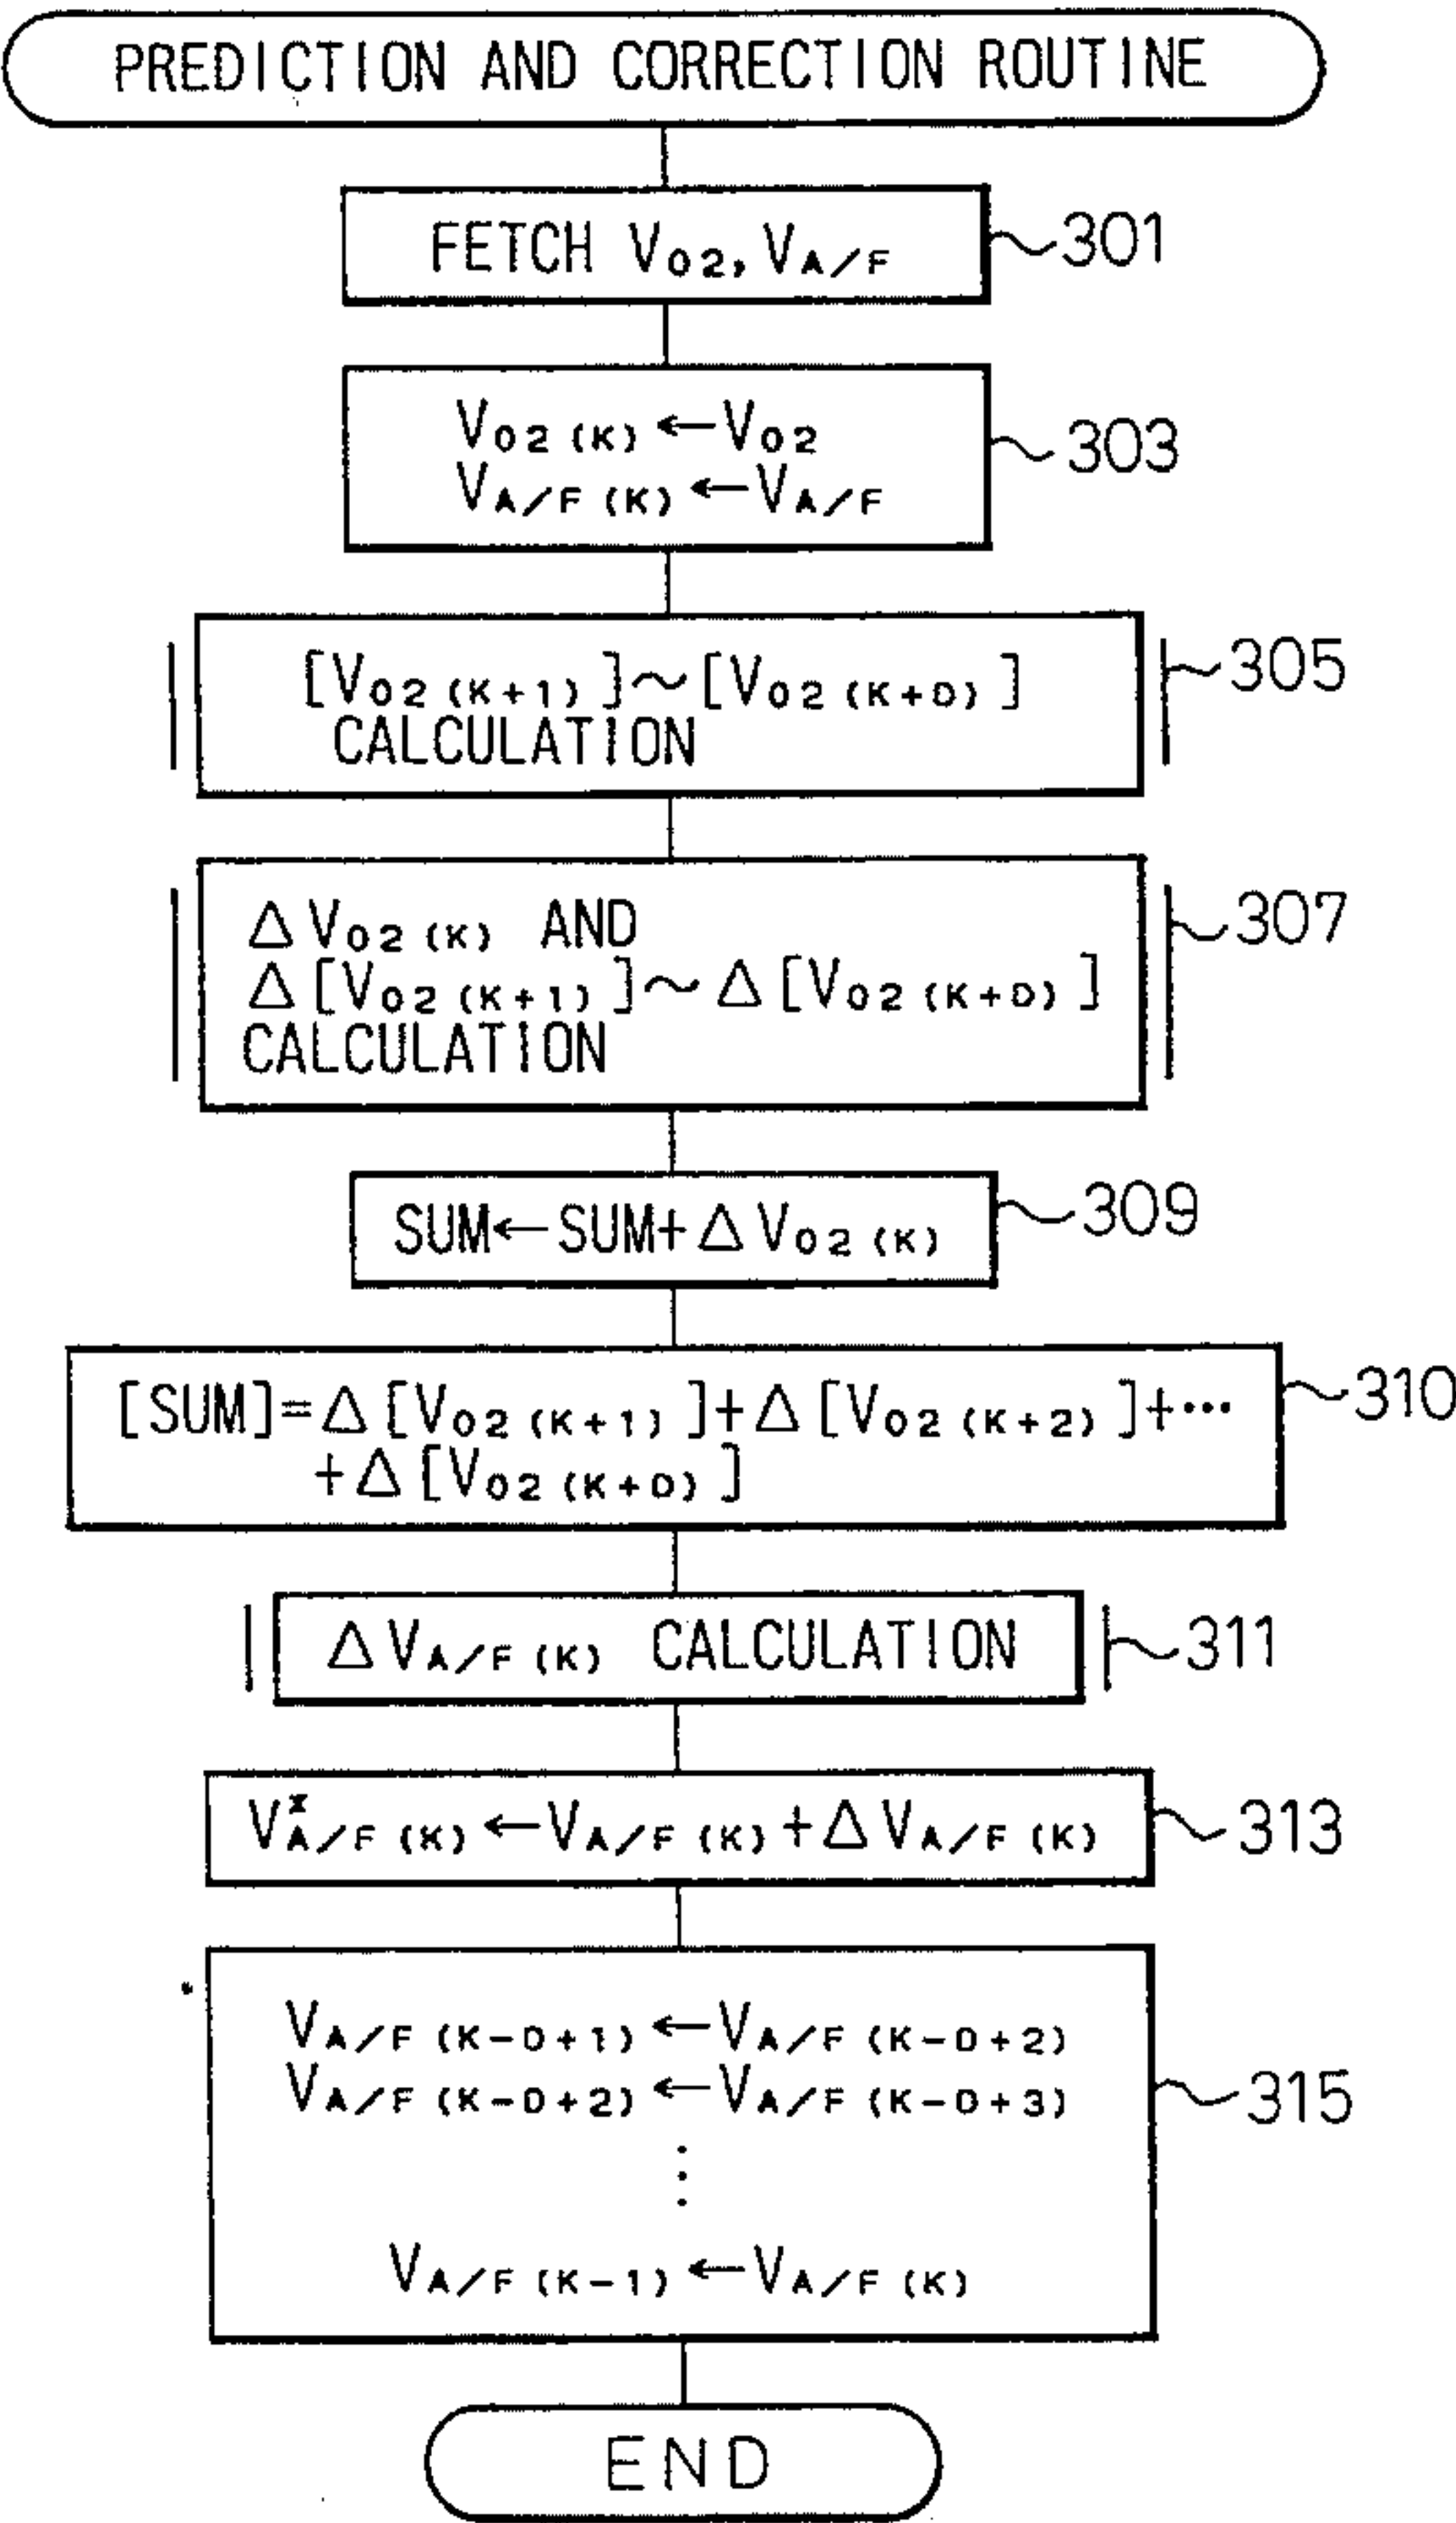 PREDICTION AND CORRECTION ROUTINE
FETCH VO2, VA/F
301
VO2(K)←VO2
VA/F(K)←VA/F
303
[VO2(K+1)]~[VO2(K+D)]
CALCULATION
305
ΔVO2(K) AND
Δ[VO2(K+1)]~Δ[VO2(K+D)]
CALCULATION
307
SUM←SUM+ΔVO2(K)
309
[SUM]=Δ[VO2(K+1)]+Δ[VO2(K+2)]+···
+Δ[VO2(K+D)]
310
ΔVA/F(K) CALCULATION
311
V*A/F(K)←VA/F(K)+ΔVA/F(K)
313
VA/F(K-D+1)←VA/F(K-D+2)
VA/F(K-D+2)←VA/F(K-D+3)
⋮
VA/F(K-1)←VA/F(K)
315
END